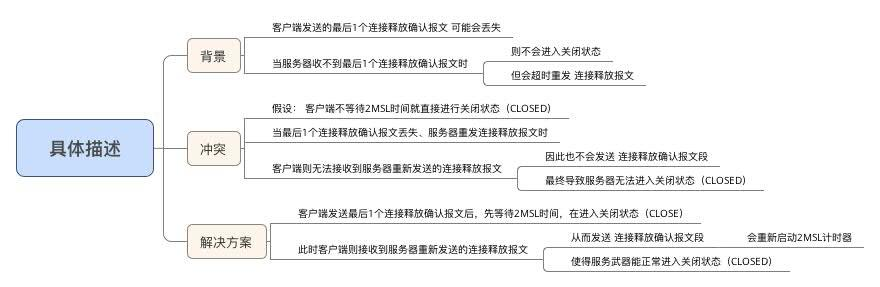 具体描述
背景
客户端发送的最后1个连接释放确认报文 可能会丢失
当服务器收不到最后1个连接释放确认报文时
则不会进入关闭状态
但会超时重发 连接释放报文
冲突
假设： 客户端不等待2MSL时间就直接进行关闭状态（CLOSED）
当最后1个连接释放确认报文丢失、服务器重发连接释放报文时
客户端则无法接收到服务器重新发送的连接释放报文
因此也不会发送 连接释放确认报文段
最终导致服务器无法进入关闭状态（CLOSED）
解决方案
客户端发送最后1个连接释放确认报文后，先等待2MSL时间，在进入关闭状态（CLOSE）
此时客户端则接收到服务器重新发送的连接释放报文
从而发送 连接释放确认报文段
会重新启动2MSL计时器
使得服务武器能正常进入关闭状态（CLOSED）